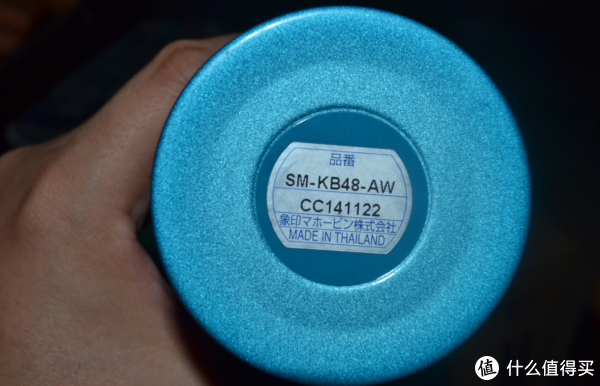 品番
SM-KB48-AW
CC141122
象印マホービン株式会社
MADE IN THAILAND
值 什么值得买